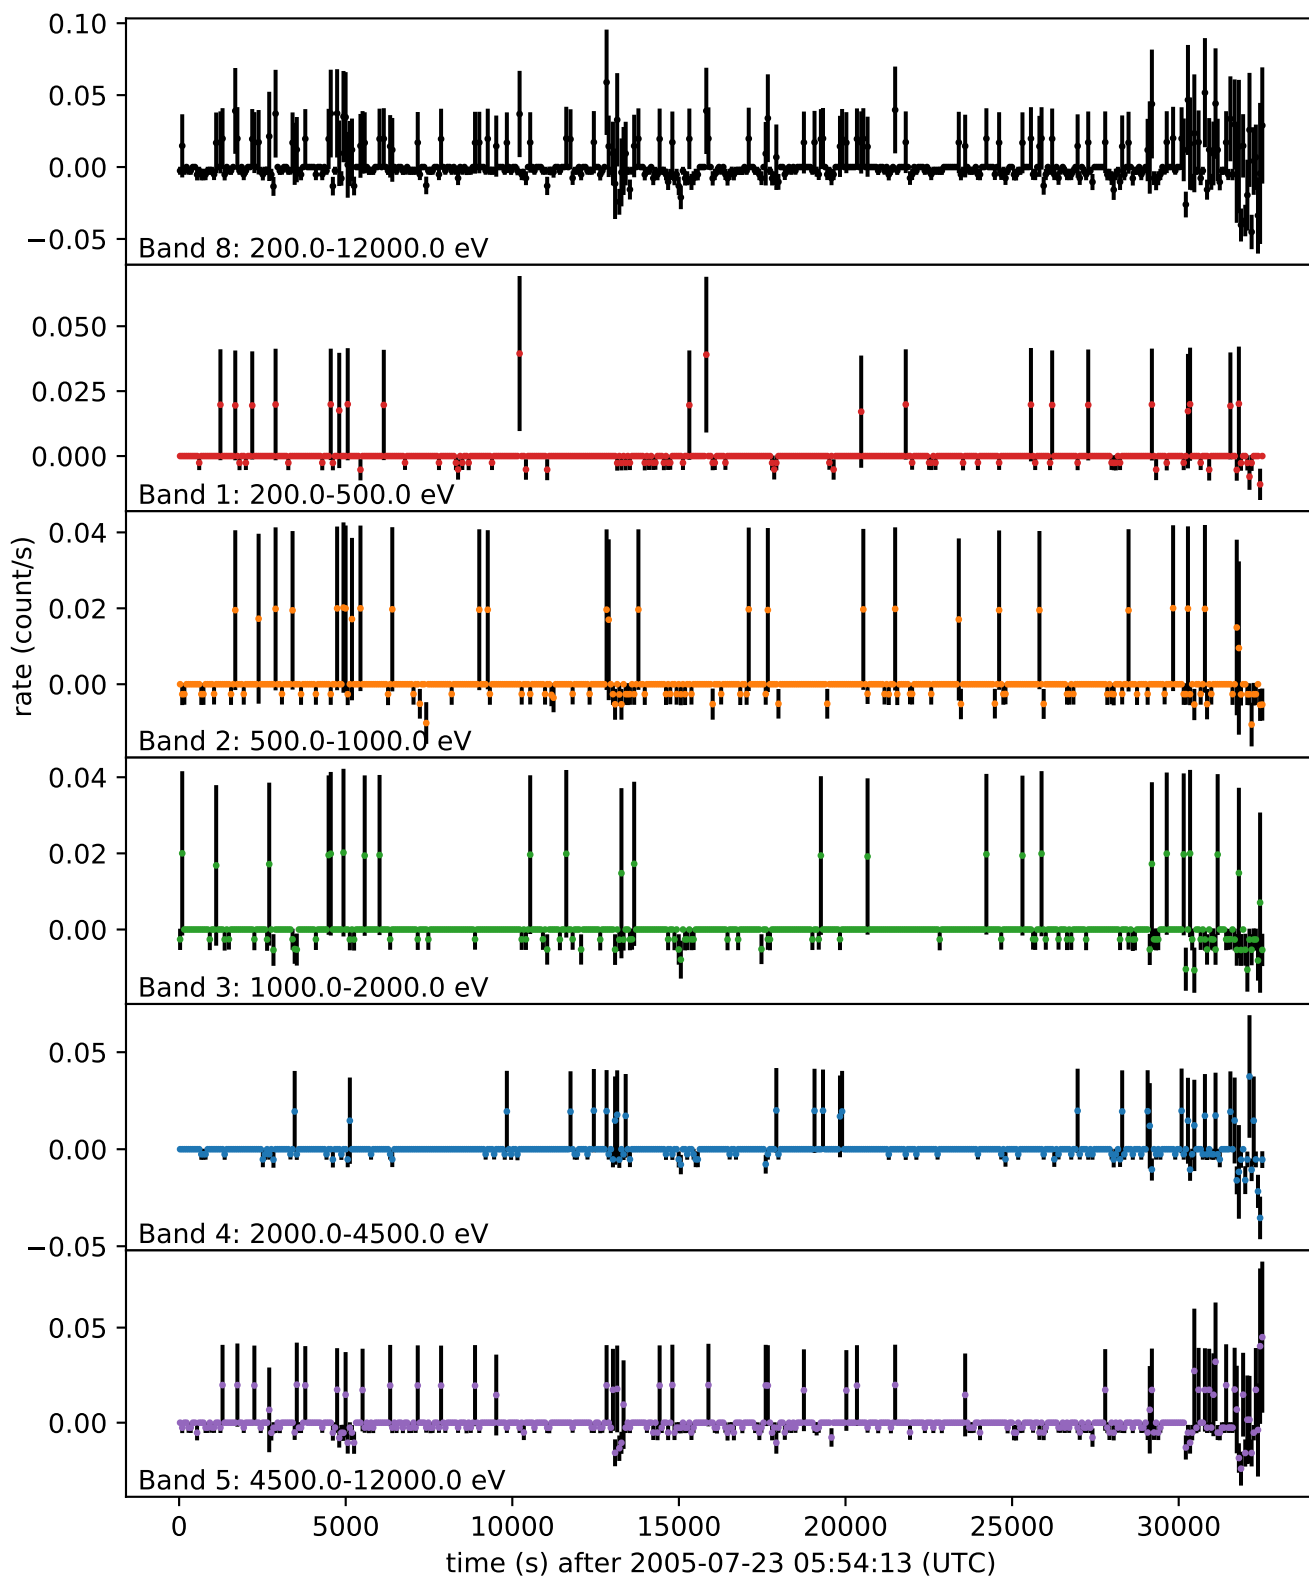 0.10
0.05
0.00
−0.05
Band 8: 200.0-12000.0 eV
0.050
0.025
0.000
Band 1: 200.0-500.0 eV
rate (count/s)
0.04
0.02
0.00
Band 2: 500.0-1000.0 eV
0.04
0.02
0.00
Band 3: 1000.0-2000.0 eV
0.05
0.00
−0.05
Band 4: 2000.0-4500.0 eV
0.05
0.00
Band 5: 4500.0-12000.0 eV
0 5000 10000 15000 20000 25000 30000
time (s) after 2005-07-23 05:54:13 (UTC)